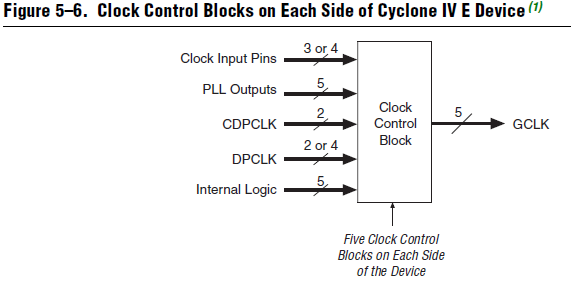 Figure 5–6. Clock Control Blocks on Each Side of Cyclone IV E Device (1)
Clock Input Pins
3 or 4
PLL Outputs
5
CDPCLK
2
DPCLK
2 or 4
Internal Logic
5
Clock
Control
Block
5
GCLK
Five Clock Control
Blocks on Each Side
of the Device